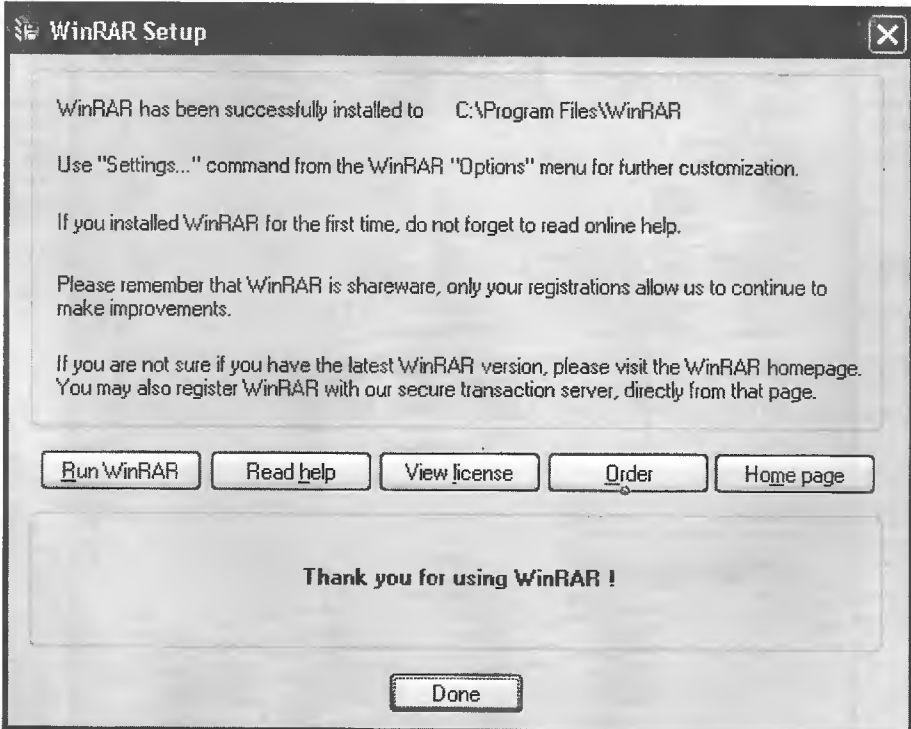 WinRAR Setup
WinRAR has been successfully installed to C:\Program Files\WinRAR
Use "Settings..." command from the WinRAR "Options" menu for further customization.
If you installed WinRAR for the first time, do not forget to read online help.
Please remember that WinRAR is shareware, only your registrations allow us to continue to
make improvements.
If you are not sure if you have the latest WinRAR version, please visit the WinRAR homepage.
You may also register WinRAR with our secure transaction server, directly from that page.
Run WinRAR Read help View license Order Home page
Thank you for using WinRAR !
Done